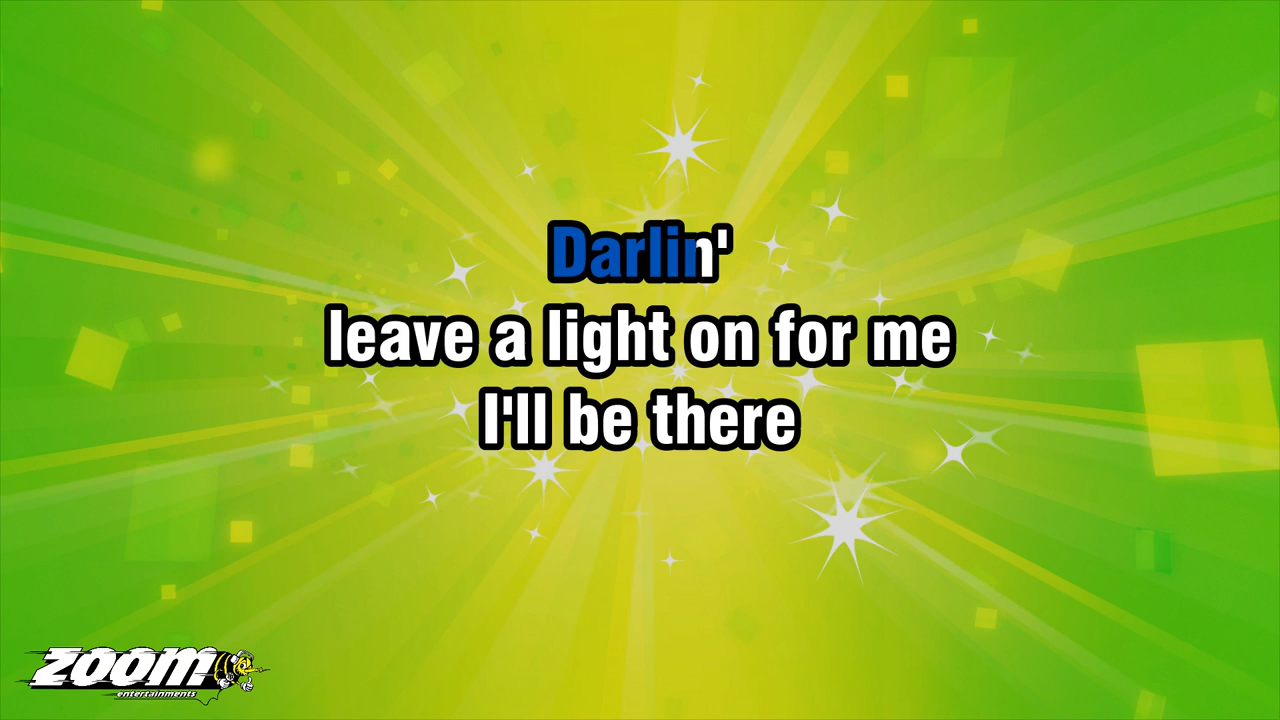 Darlin'
leave a light on for me
I'll be there
ZOOM
entertainments